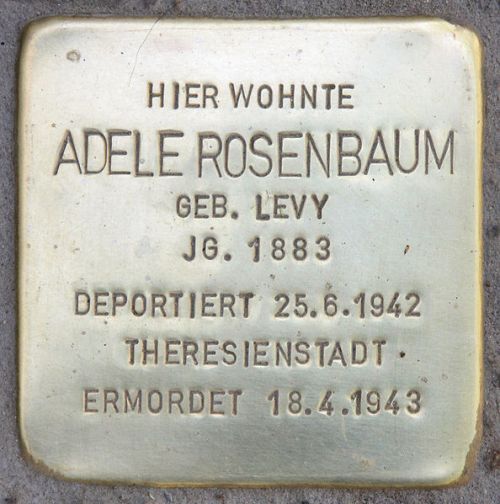 HIER WOHNTE
ADELE ROSENBAUM
GEB. LEVY
JG. 1883
DEPORTIERT 25.6.1942
THERESIENSTADT
ERMORDET 18.4.1943